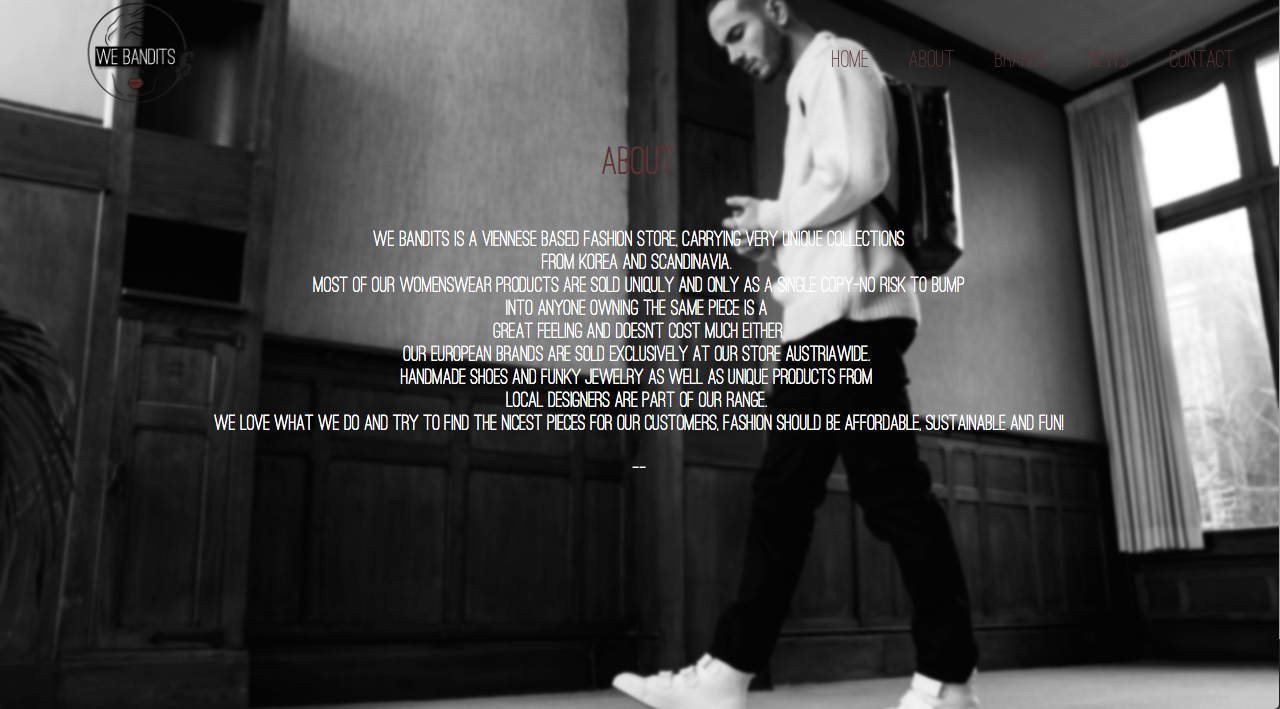 WE BANDITS
HOME ABOUT BRANDS NEWS CONTACT
ABOUT
WE BANDITS IS A VIENNESE BASED FASHION STORE, CARRYING VERY UNIQUE COLLECTIONS
FROM KOREA AND SCANDINAVIA.
MOST OF OUR WOMENSWEAR PRODUCTS ARE SOLD UNIQULY AND ONLY AS A SINGLE COPY-NO RISK TO BUMP
INTO ANYONE OWNING THE SAME PIECE IS A
GREAT FEELING AND DOESN'T COST MUCH EITHER.
OUR EUROPEAN BRANDS ARE SOLD EXCLUSIVELY AT OUR STORE AUSTRIAWIDE.
HANDMADE SHOES AND FUNKY JEWELRY AS WELL AS UNIQUE PRODUCTS FROM
LOCAL DESIGNERS ARE PART OF OUR RANGE.
WE LOVE WHAT WE DO AND TRY TO FIND THE NICEST PIECES FOR OUR CUSTOMERS, FASHION SHOULD BE AFFORDABLE, SUSTAINABLE AND FUN!
--